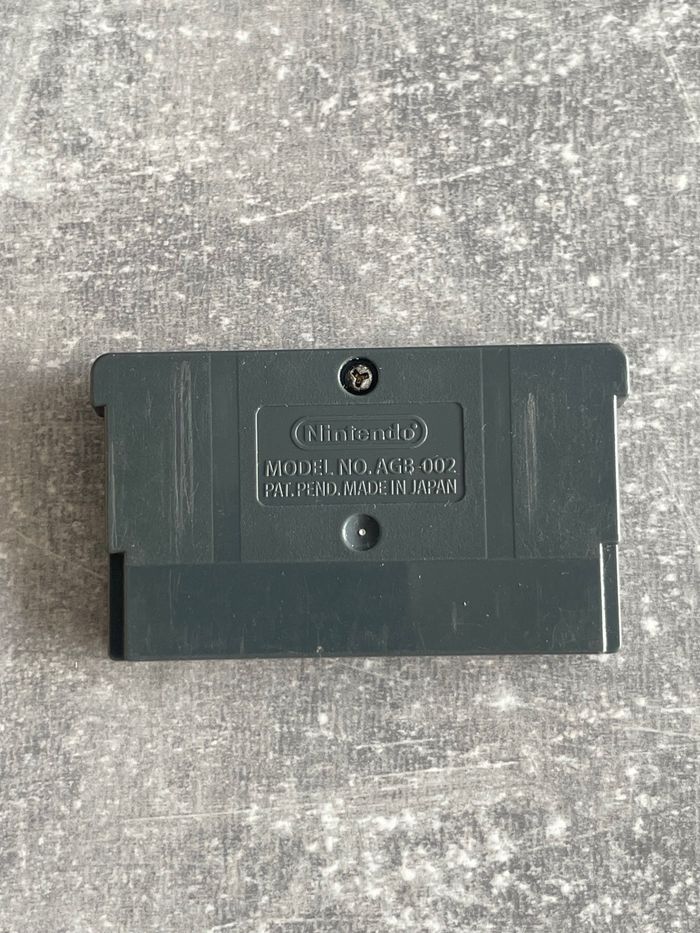 Nintendo
MODEL NO. AGB-002
PAT. PEND. MADE IN JAPAN